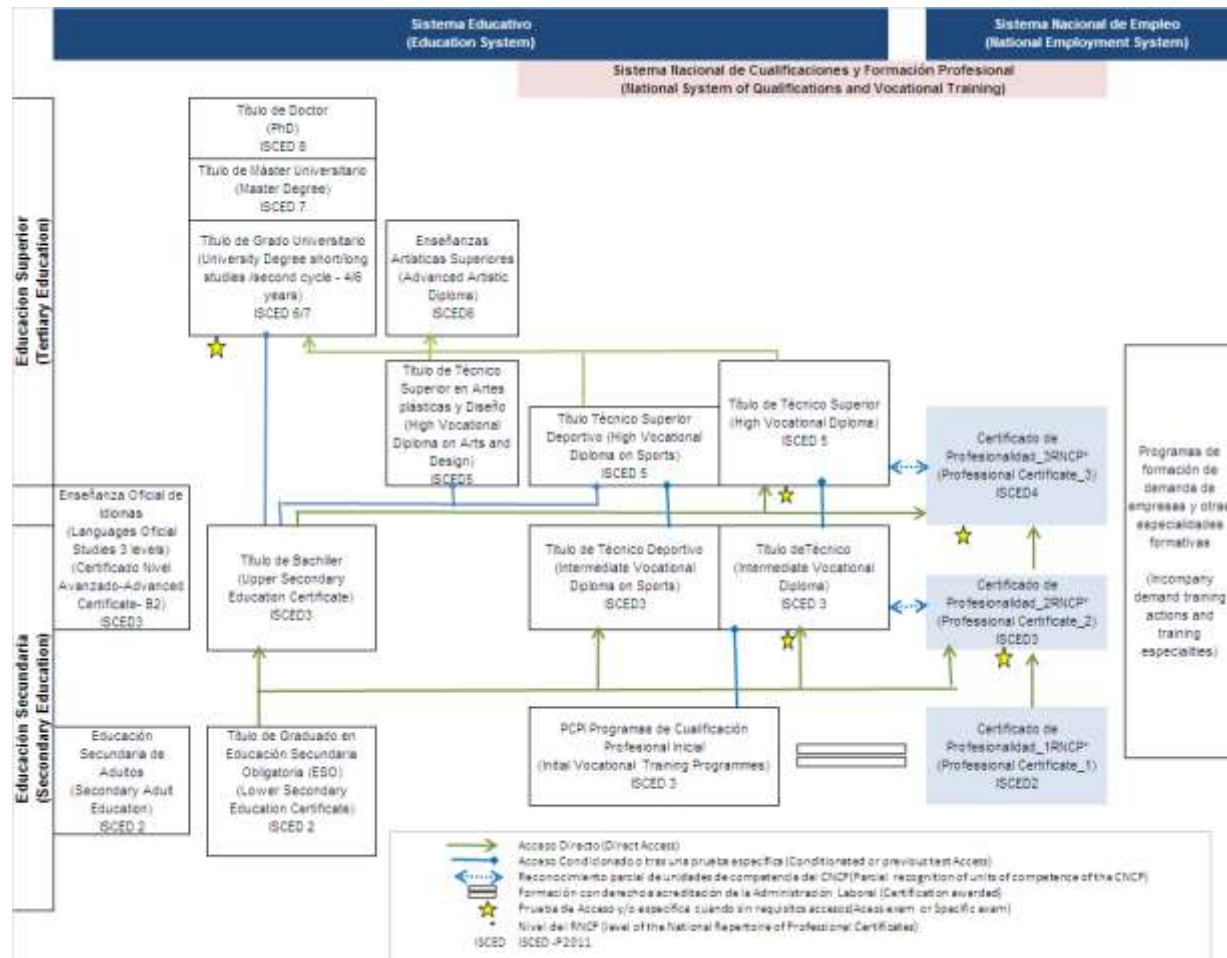 Sistema Educativo
(Education System)
Sistema Nacional de Empleo
(National Employment System)
Sistema Nacional de Cualificaciones y Formación Profesional
(National System of Qualifications and Vocational Training)
Educacion Superior
(Tertiary Education)
Título de Doctor
(PhD)
ISCED 8
Título de Máster Universitario
(Master Degree)
ISCED 7
Título de Grado Universitario
(University Degree short/long
studies /second cycle - 4/6
years)
ISCED 6/7
Enseñanzas
Artísticas Superiores
(Advanced Artistic
Diploma)
ISCED6
Título de Técnico
Superior en Artes
plásticas y Diseño
(High Vocational
Diploma on Arts and
Design)
ISCED5
Título Técnico Superior
Deportivo (High Vocational
Diploma on Sports)
ISCED 5
Título de Técnico Superior
(High Vocational Diploma)
ISCED 5
Certificado de
Profesionalidad_3RNCP*
(Professional Certificate_3)
ISCED4
Programas de
formación de
demanda de
empresas y otras
especialidades
formativas
(Incompany
demand training
actions and
training
especialities)
Educación Secundaria
(Secondary Education)
Enseñanza Oficial de
Idiomas
(Languages Oficial
Studies 3 levels)
(Certificado Nivel
Avanzado-Advanced
Certificate- B2)
ISCED3
Título de Bachiller
(Upper Secondary
Education Certificate)
ISCED3
Título de Técnico Deportivo
(Intermediate Vocational
Diploma on Sports)
ISCED3
Título deTécnico
(Intermediate Vocational
Diploma)
ISCED 3
Certificado de
Profesionalidad_2RNCP*
(Professional Certificate_2)
ISCED3
Educación
Secundaria de
Adultos
(Secondary Adult
Education)
ISCED 2
Título de Graduado en
Educación Secundaria
Obligatoria (ESO)
(Lower Secondary
Education Certificate)
ISCED 2
PCPI Programas de Cualificación
Profesional Inicial
(Initial Vocational Training Programmes)
ISCED 3
Certificado de
Profesionalidad_1RNCP*
(Professional Certificate_1)
ISCED2
Acceso Directo (Direct Access)
Acceso Condicionado o tras una prueba específica (Conditionated or previous test Access)
Reconocimiento parcial de unidades de competencia del CNCP(Parcial recognition of units of competence of the CNCP)
Formación con derecho a acreditación de la Administración Laboral (Certification awarded)
Prueba de Acceso y/o específica cuando sin requisitos accesos(Acess exam or Specific exam)
* Nivel del RNCP (level of the National Repertoire of Professional Certificates)
ISCED ISCED -P2011